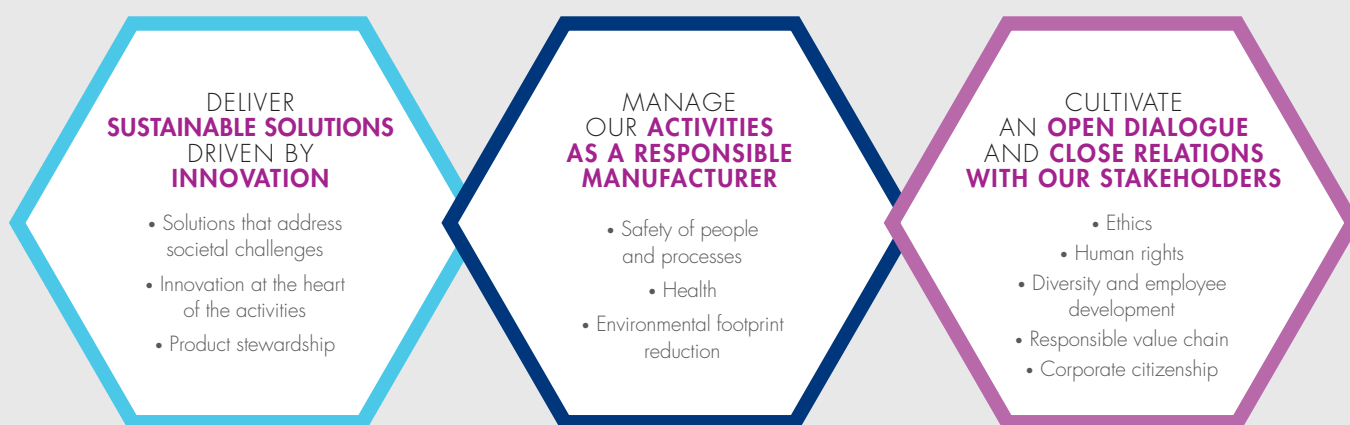 DELIVER
SUSTAINABLE SOLUTIONS
DRIVEN BY
INNOVATION
• Solutions that address
societal challenges
• Innovation at the heart
of the activities
• Product stewardship
MANAGE
OUR ACTIVITIES
AS A RESPONSIBLE
MANUFACTURER
• Safety of people
and processes
• Health
• Environmental footprint
reduction
CULTIVATE
AN OPEN DIALOGUE
AND CLOSE RELATIONS
WITH OUR STAKEHOLDERS
• Ethics
• Human rights
• Diversity and employee
development
• Responsible value chain
• Corporate citizenship